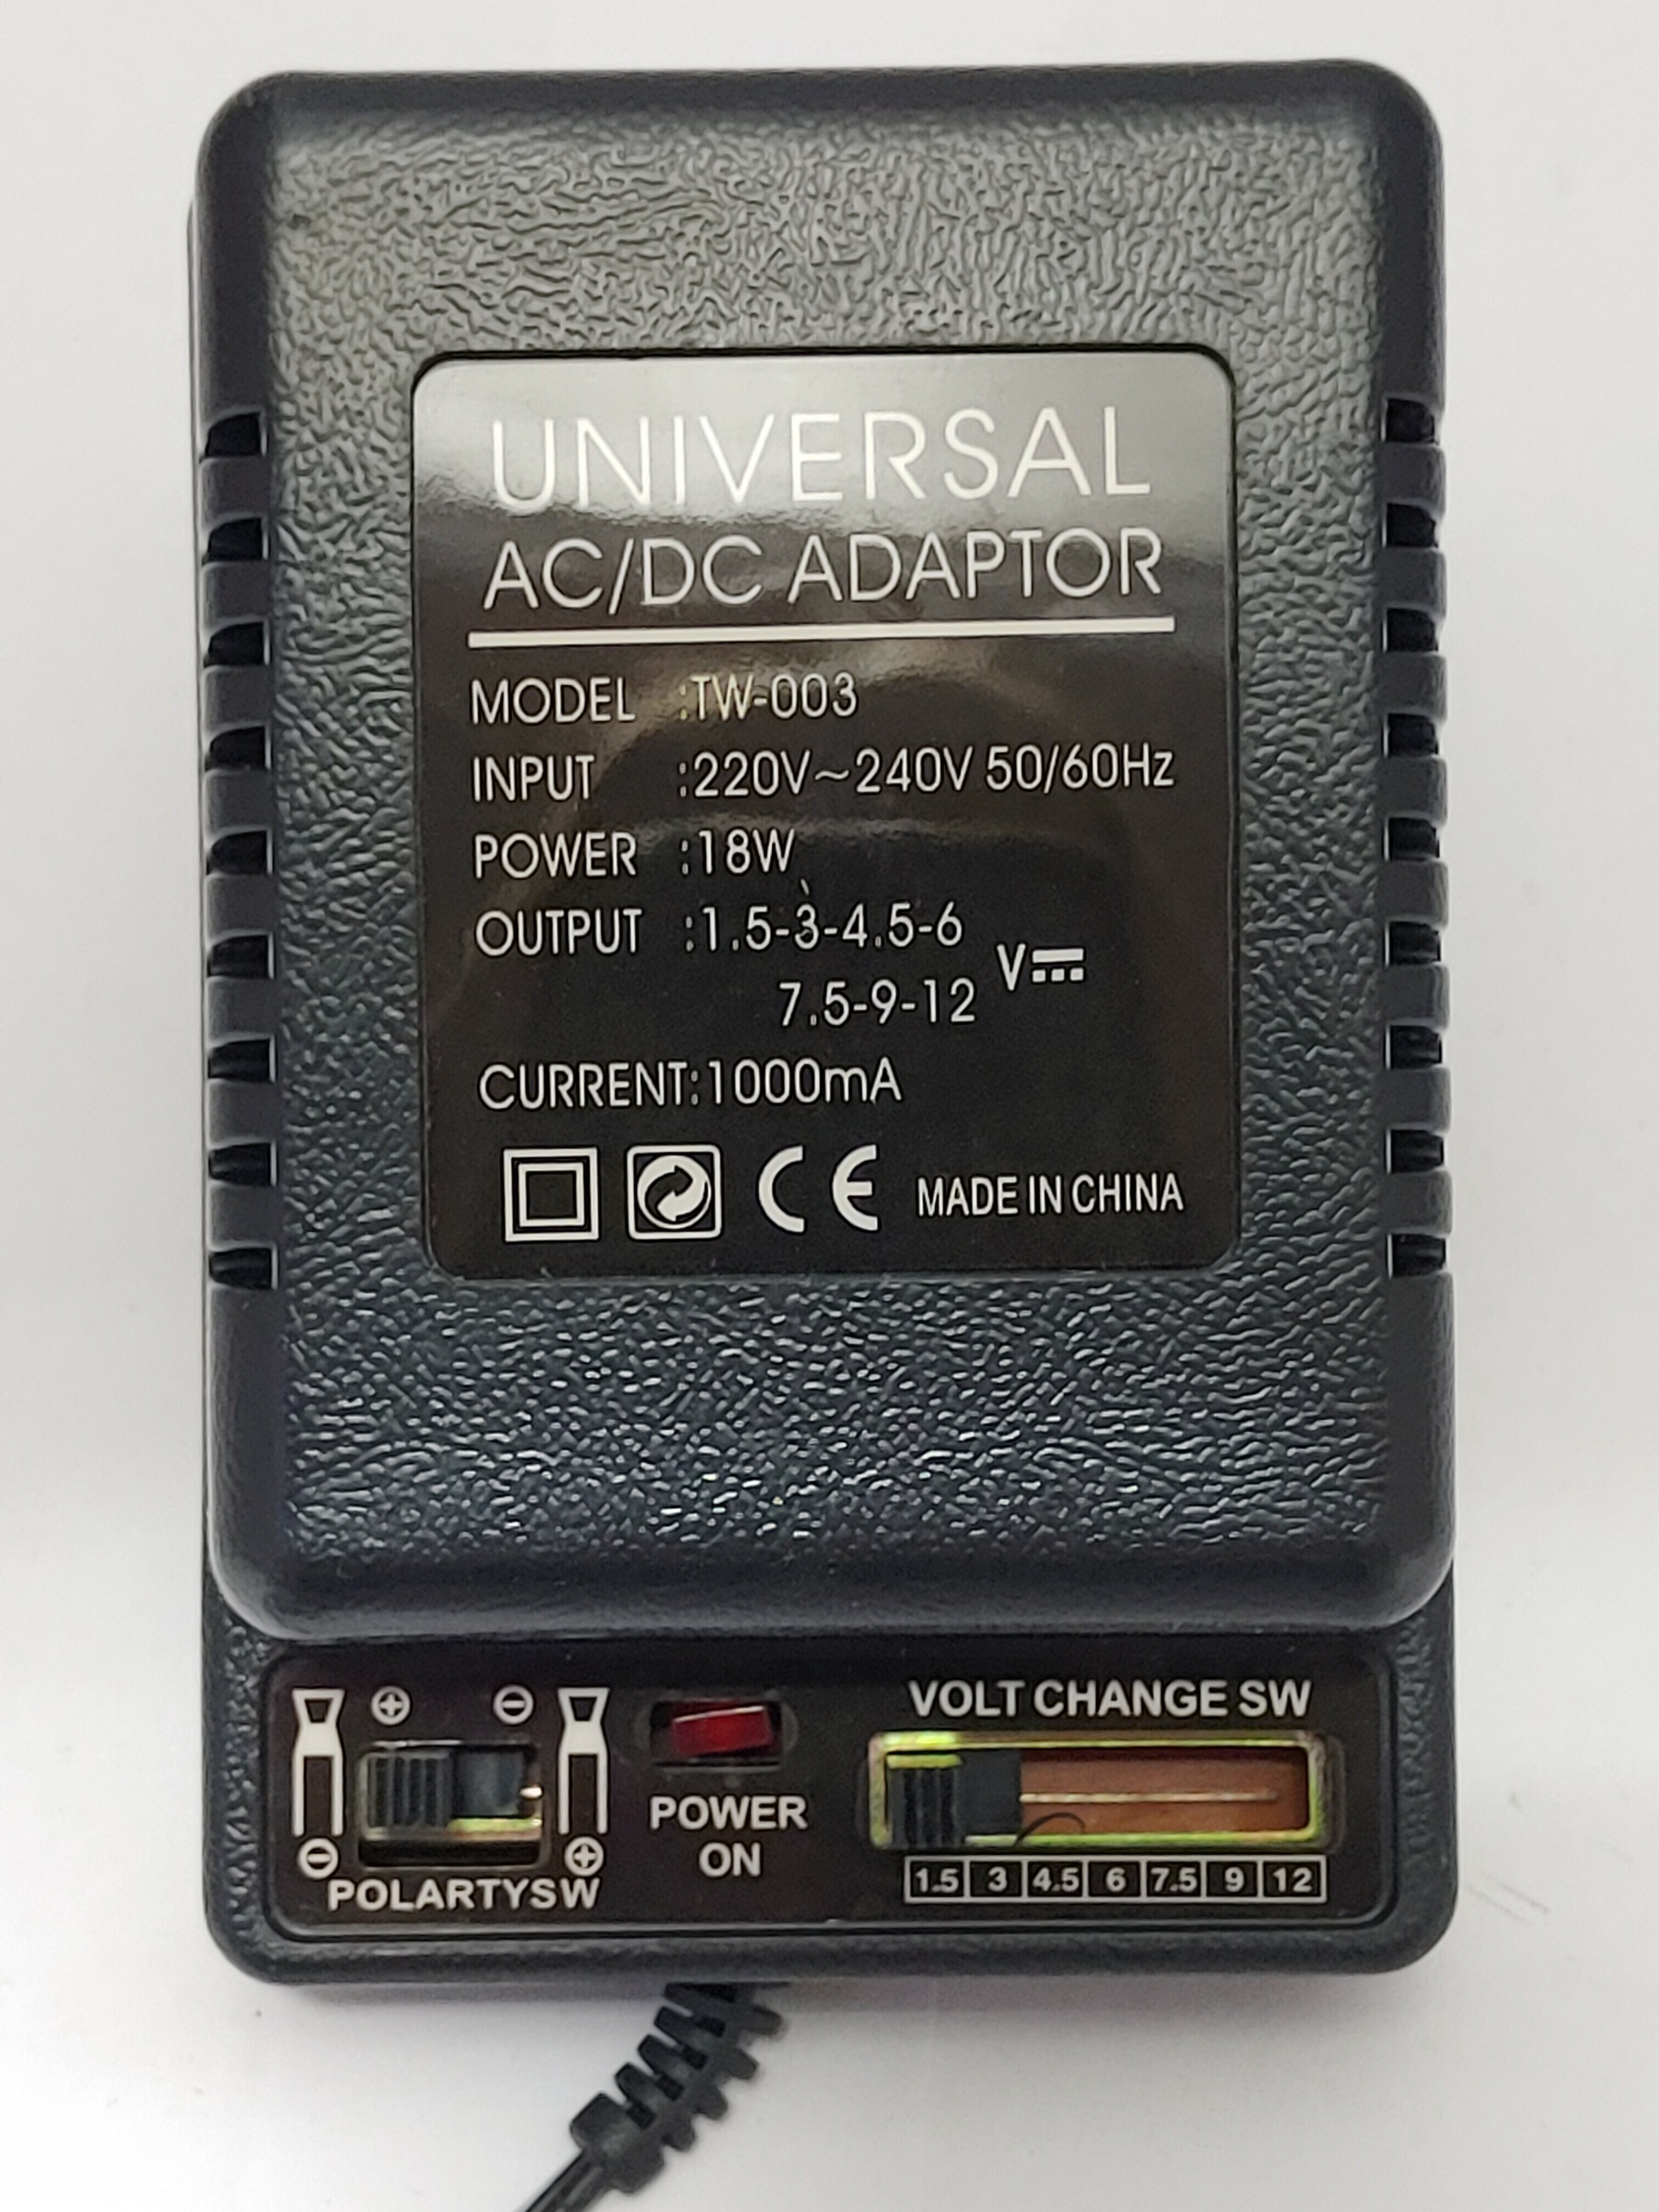 UNIVERSAL
AC/DC ADAPTOR
MODEL :TW-003
INPUT :220V~240V 50/60Hz
POWER :18W
OUTPUT :1.5-3-4.5-6
7.5-9-12 V⎓
CURRENT:1000mA
CE MADE IN CHINA
VOLT CHANGE SW
⊕ ⊖
⊖ ⊕
POLARTYSW
POWER
ON
1.5 3 4.5 6 7.5 9 12